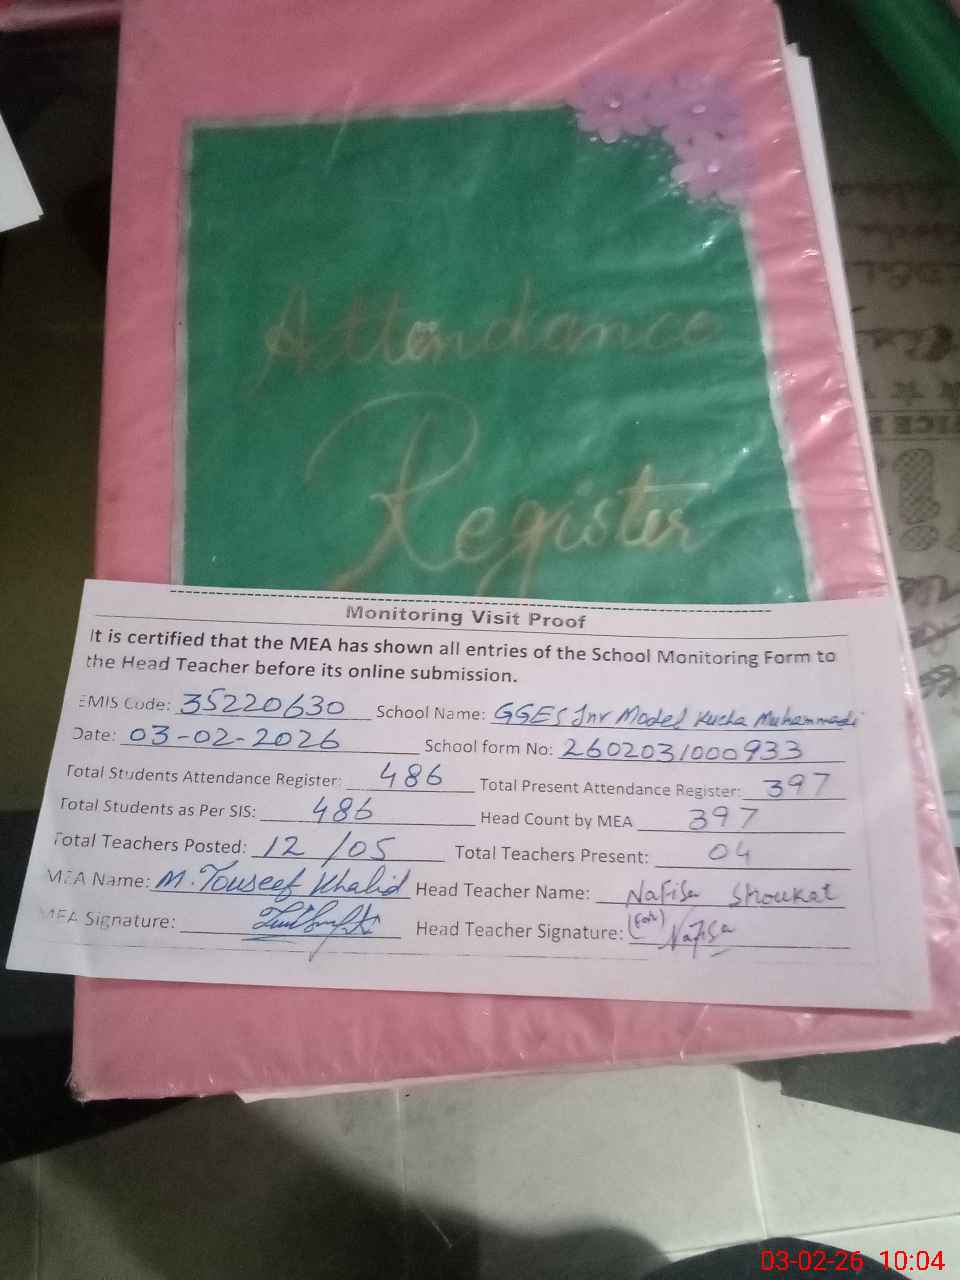 Attendance
Register
Monitoring Visit Proof
It is certified that the MEA has shown all entries of the School Monitoring Form to
the Head Teacher before its online submission.
EMIS Code: 35220630 School Name: GGES Jnr Model Kucha Muhammadi
Date: 03-02-2026 School form No: 2602031000933
Total Students Attendance Register: 486 Total Present Attendance Register: 397
Total Students as Per SIS: 486 Head Count by MEA 397
Total Teachers Posted: 12 /05 Total Teachers Present: 04
MEA Name: M. Touseef Khalid Head Teacher Name: Nafisa Shoukat
MEA Signature: Head Teacher Signature: (for) Nafisa
03-02-26 10:04